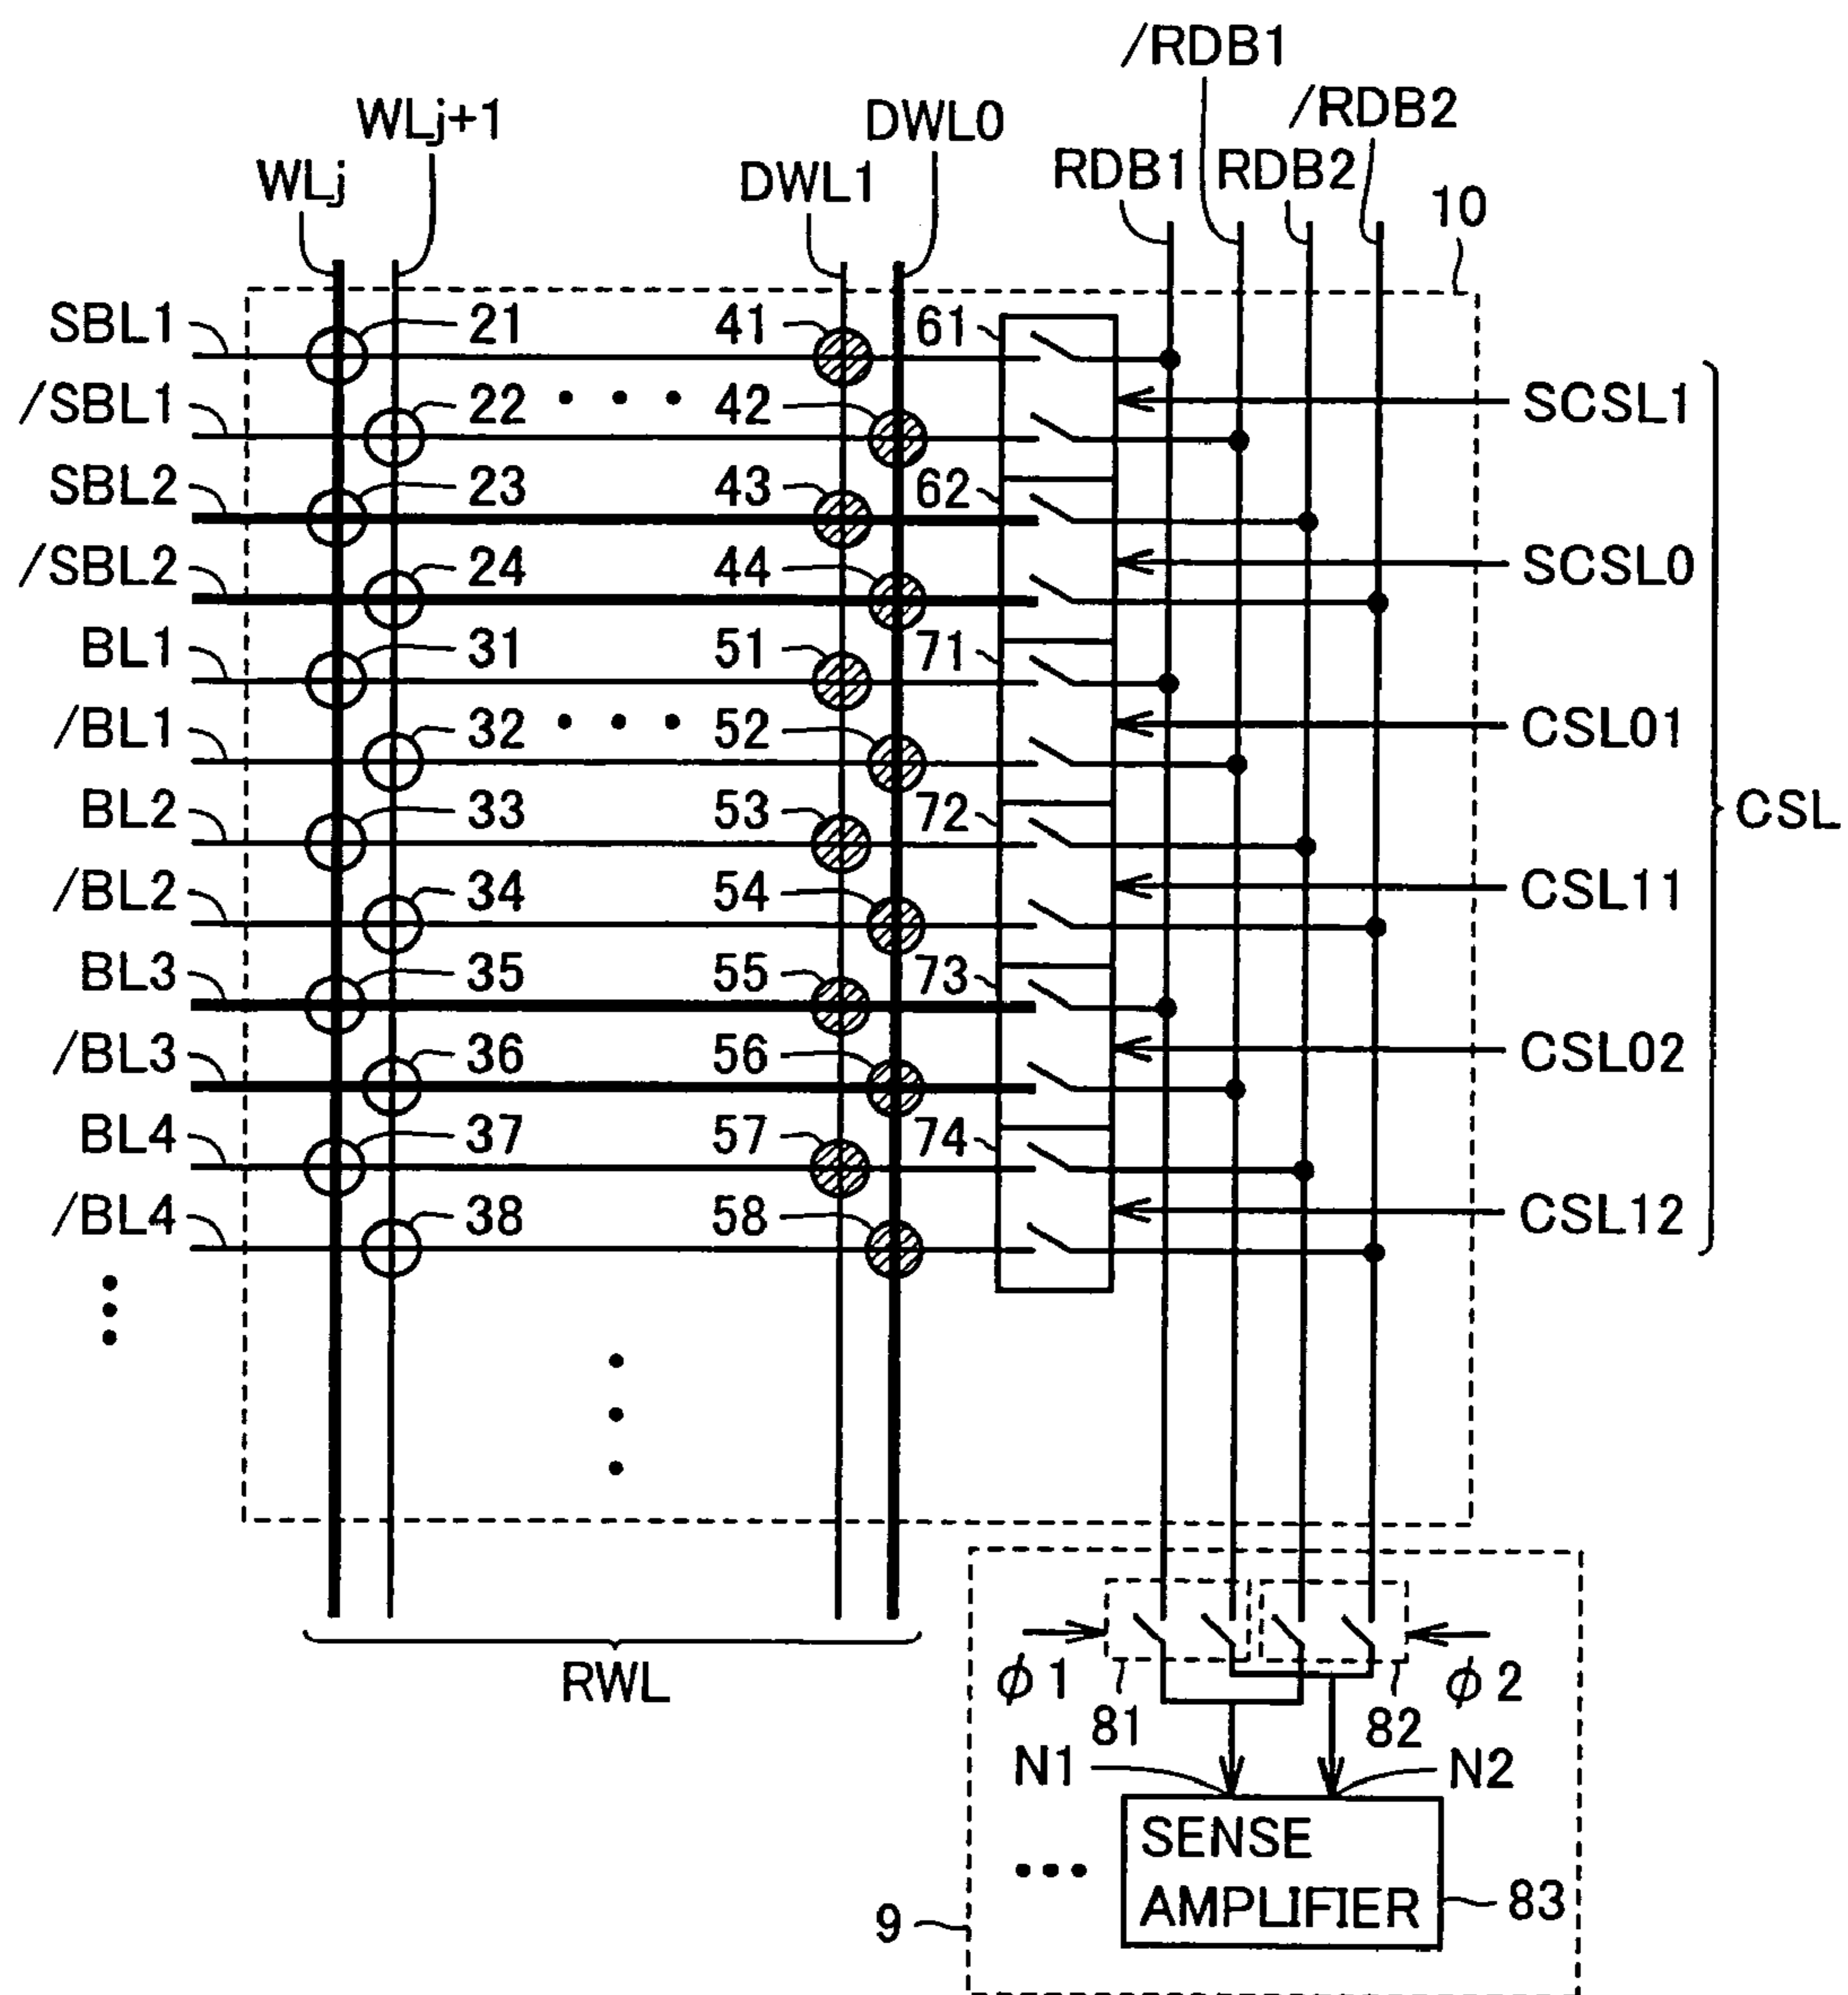 /RDB1
WLj+1
DWL0
/RDB2
WLj
DWL1
RDB1
RDB2
10
SBL1
21
41
61
/SBL1
22
42
SCSL1
SBL2
23
43
62
/SBL2
24
44
SCSL0
BL1
31
51
71
/BL1
32
52
CSL01
BL2
33
53
72
CSL
/BL2
34
54
CSL11
BL3
35
55
73
/BL3
36
56
CSL02
BL4
37
57
74
/BL4
38
58
CSL12
RWL
φ1
81
82
φ2
N1
N2
SENSE
AMPLIFIER
83
9